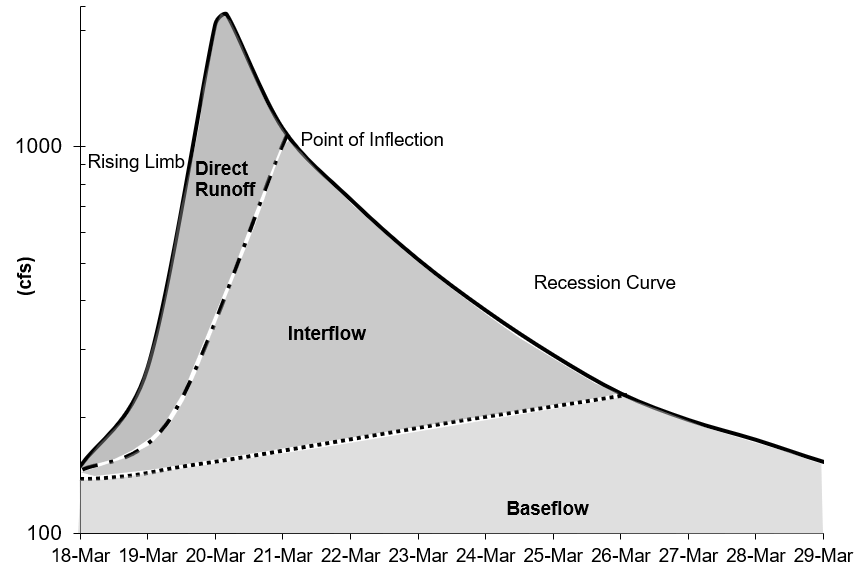 1000
Point of Inflection
Rising Limb
Direct
Runoff
(cfs)
Recession Curve
Interflow
Baseflow
100
18-Mar 19-Mar 20-Mar 21-Mar 22-Mar 23-Mar 24-Mar 25-Mar 26-Mar 27-Mar 28-Mar 29-Mar